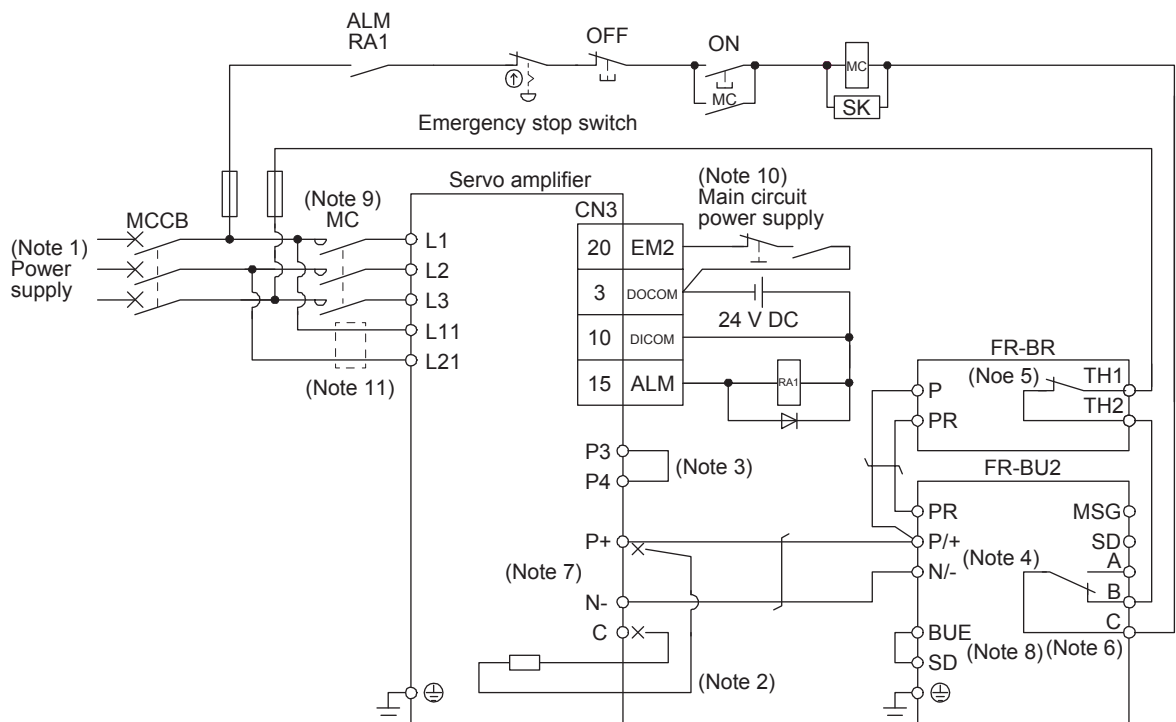 ALM
RA1
OFF
ON
MC
MC
SK
Emergency stop switch
Servo amplifier
(Note 10)
Main circuit
power supply
(Note 9)
MC
MCCB
(Note 1)
Power
supply
CN3
L1
20 EM2
L2
3 DOCOM
L3
24 V DC
L11
10 DICOM
L21
15 ALM
RA1
(Note 11)
FR-BR
P
(Noe 5)
TH1
TH2
PR
P3
(Note 3)
P4
FR-BU2
PR
MSG
P+
P/+
SD
(Note 7)
N/-
(Note 4)
A
B
N-
C
C
BUE
(Note 8)
(Note 6)
SD
(Note 2)